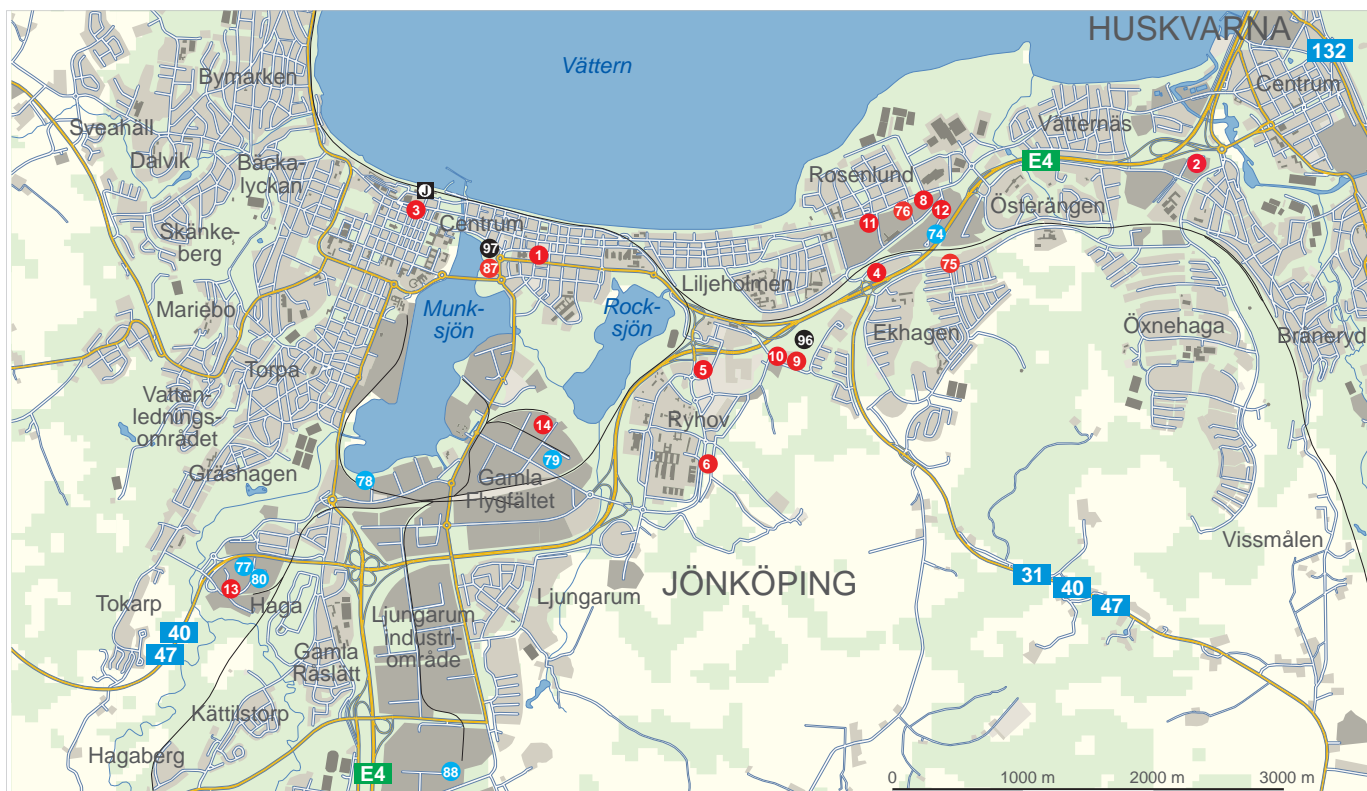 HUSKVARNA
132
Bymarken
Vättern
Centrum
Sveahäll
Vätternäs
Dalvik
Bäcka-
lyckan
E4
2
Rosenlund
3
8
76
12
Österängen
11
Skänke-
berg
Centrum
74
97
1
87
75
4
Liljeholmen
Mariebo
Munk-
sjön
Rock-
sjön
Ekhagen
Öxnehaga
Bråneryd
96
10
9
5
Torpa
Vatten-
lednings-
området
Ryhov
14
Gräshagen
79
6
78
Gamla
Flygfältet
Vissmålen
77
80
13
JÖNKÖPING
31
40
47
Tokarp
Haga
Ljungarum
Ljungarum
industri-
område
40
47
Gamla
Råslätt
Kättilstorp
Hagaberg
E4
88
0
1000 m
2000 m
3000 m